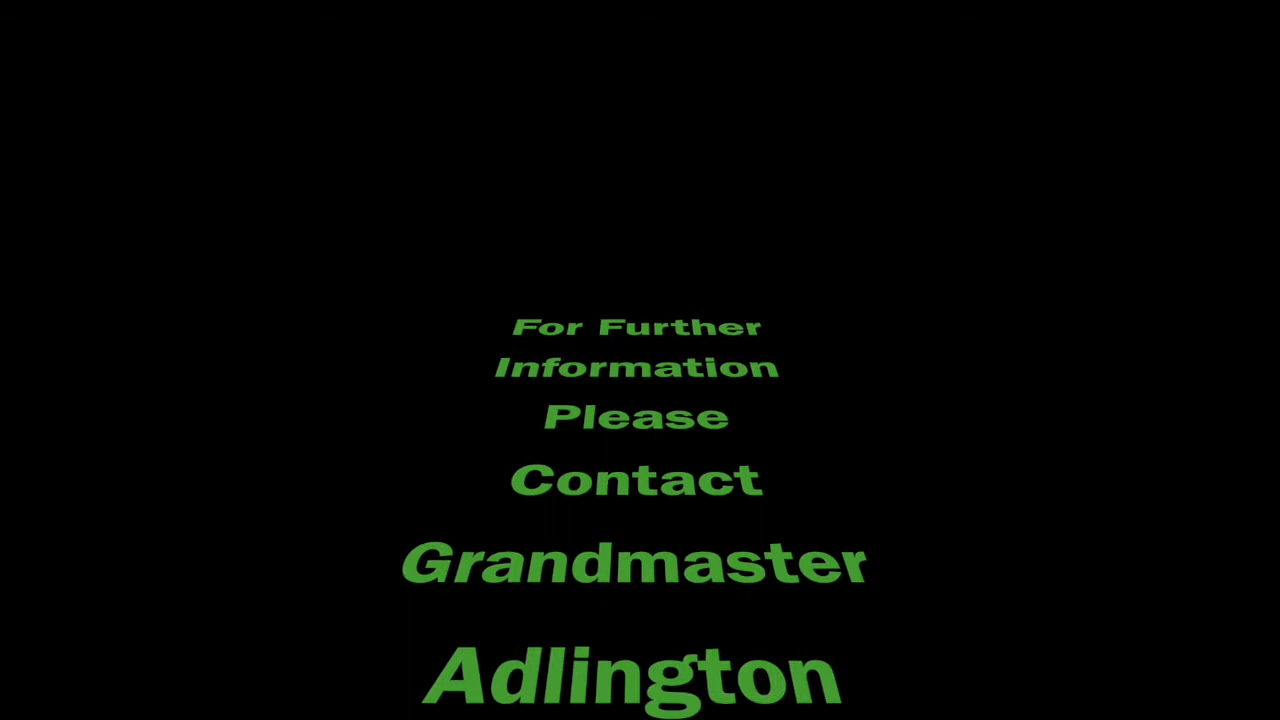 For Further
Information
Please
Contact
Grandmaster
Adlington